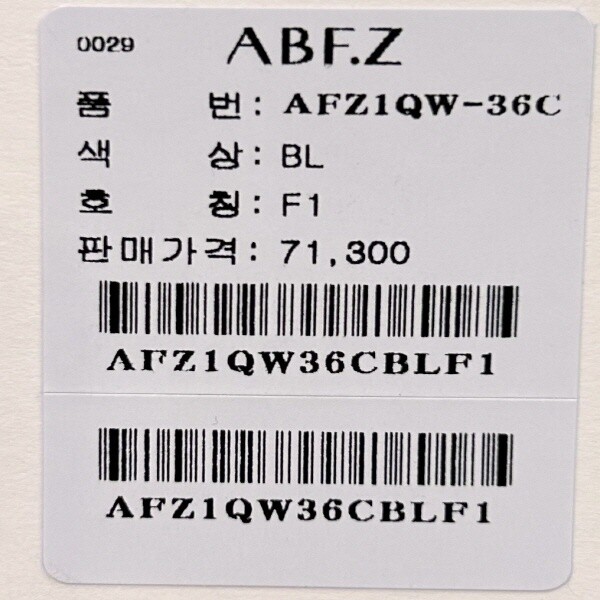 0029 ABF.Z
품 번: AFZ1QW-36C
색 상: BL
호 칭: F1
판매가격: 71,300
AFZ1QW36CBLF1
AFZ1QW36CBLF1